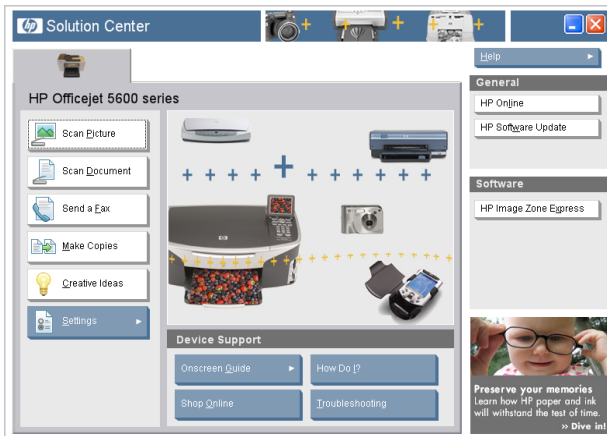 hp Solution Center
Help
HP Officejet 5600 series
Scan Picture
Scan Document
Send a Fax
Make Copies
Creative Ideas
Settings
Device Support
Onscreen Guide
How Do I?
Shop Online
Troubleshooting
General
HP Online
HP Software Update
Software
HP Image Zone Express
Preserve your memories
Learn how HP paper and ink
will withstand the test of time.
>> Dive in!